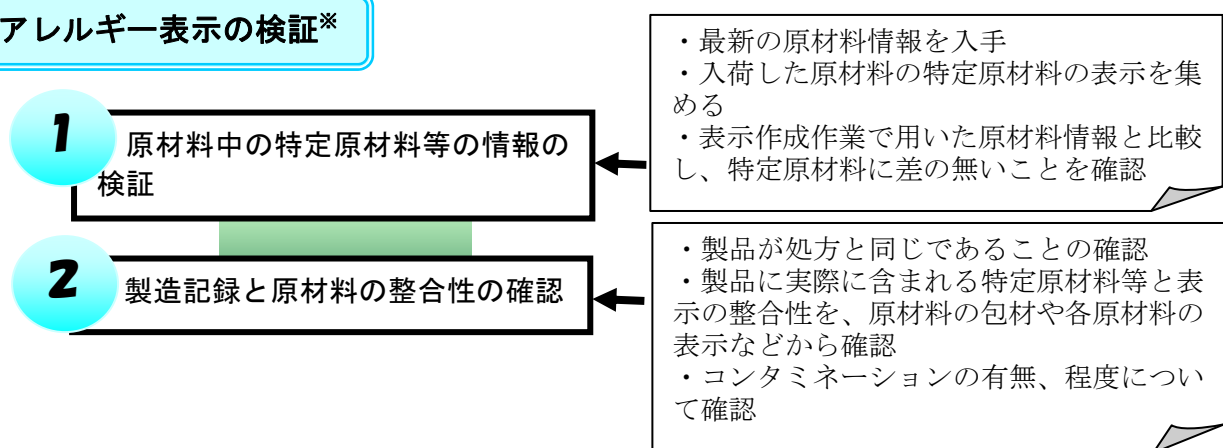 アレルギー表示の検証※
1
原材料中の特定原材料等の情報の
検証
・最新の原材料情報を入手
・入荷した原材料の特定原材料の表示を集
める
・表示作成作業で用いた原材料情報と比較
し、特定原材料に差の無いことを確認
2
製造記録と原材料の整合性の確認
・製品が処方と同じであることの確認
・製品に実際に含まれる特定原材料等と表
示の整合性を、原材料の包材や各原材料の
表示などから確認
・コンタミネーションの有無、程度につい
て確認